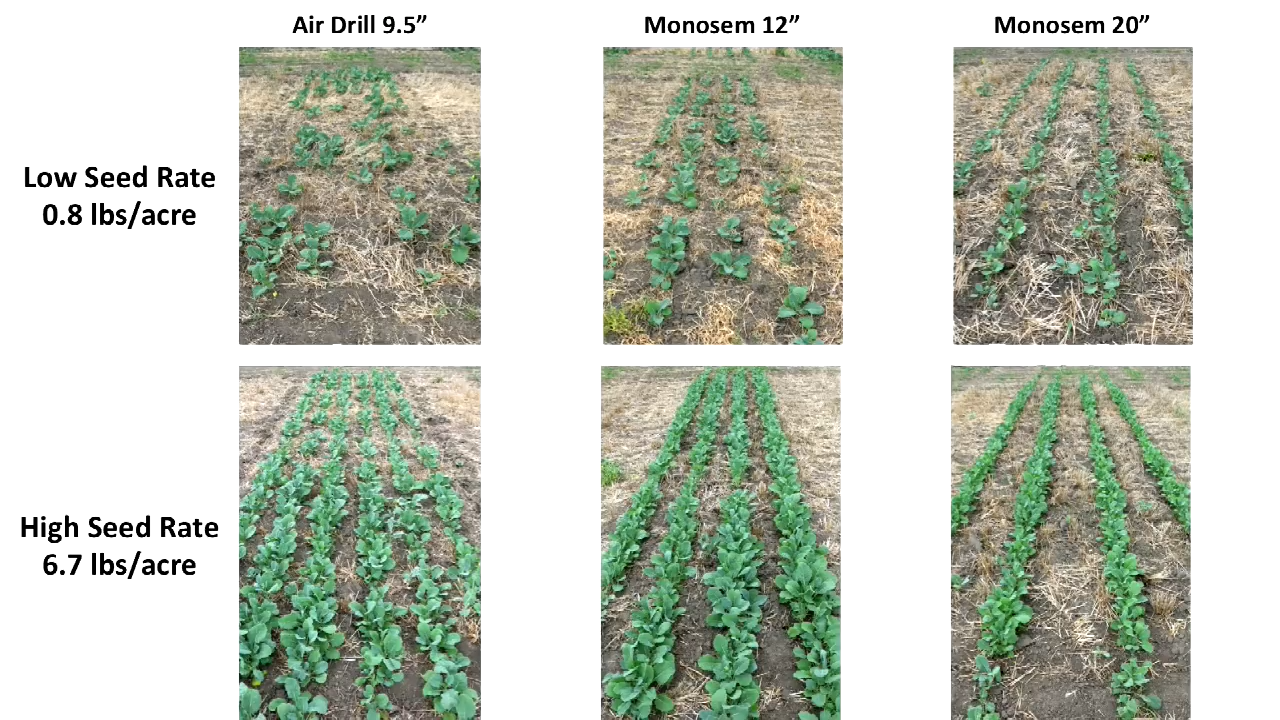 Air Drill 9.5”
Monosem 12”
Monosem 20”
Low Seed Rate
0.8 lbs/acre
High Seed Rate
6.7 lbs/acre